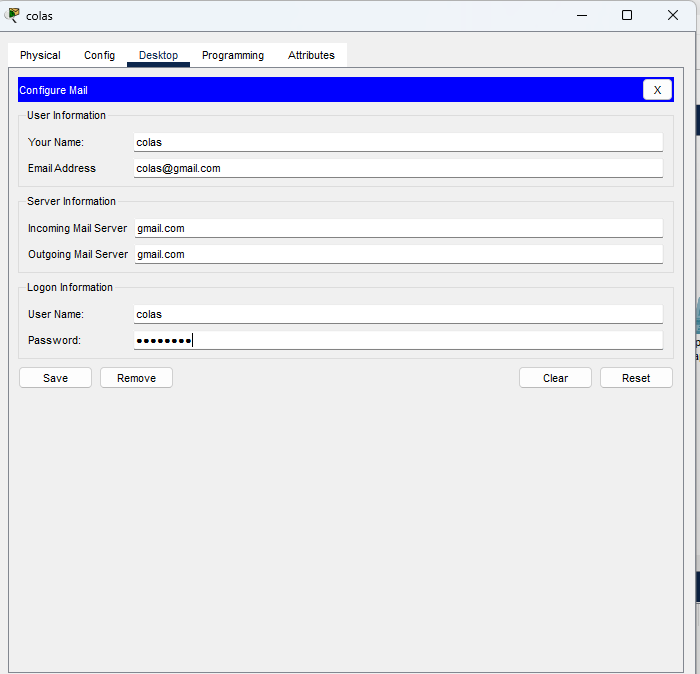 colas
Physical Config Desktop Programming Attributes
Configure Mail X
User Information
Your Name: colas
Email Address colas@gmail.com
Server Information
Incoming Mail Server gmail.com
Outgoing Mail Server gmail.com
Logon Information
User Name: colas
Password: ••••••••
Save Remove Clear Reset